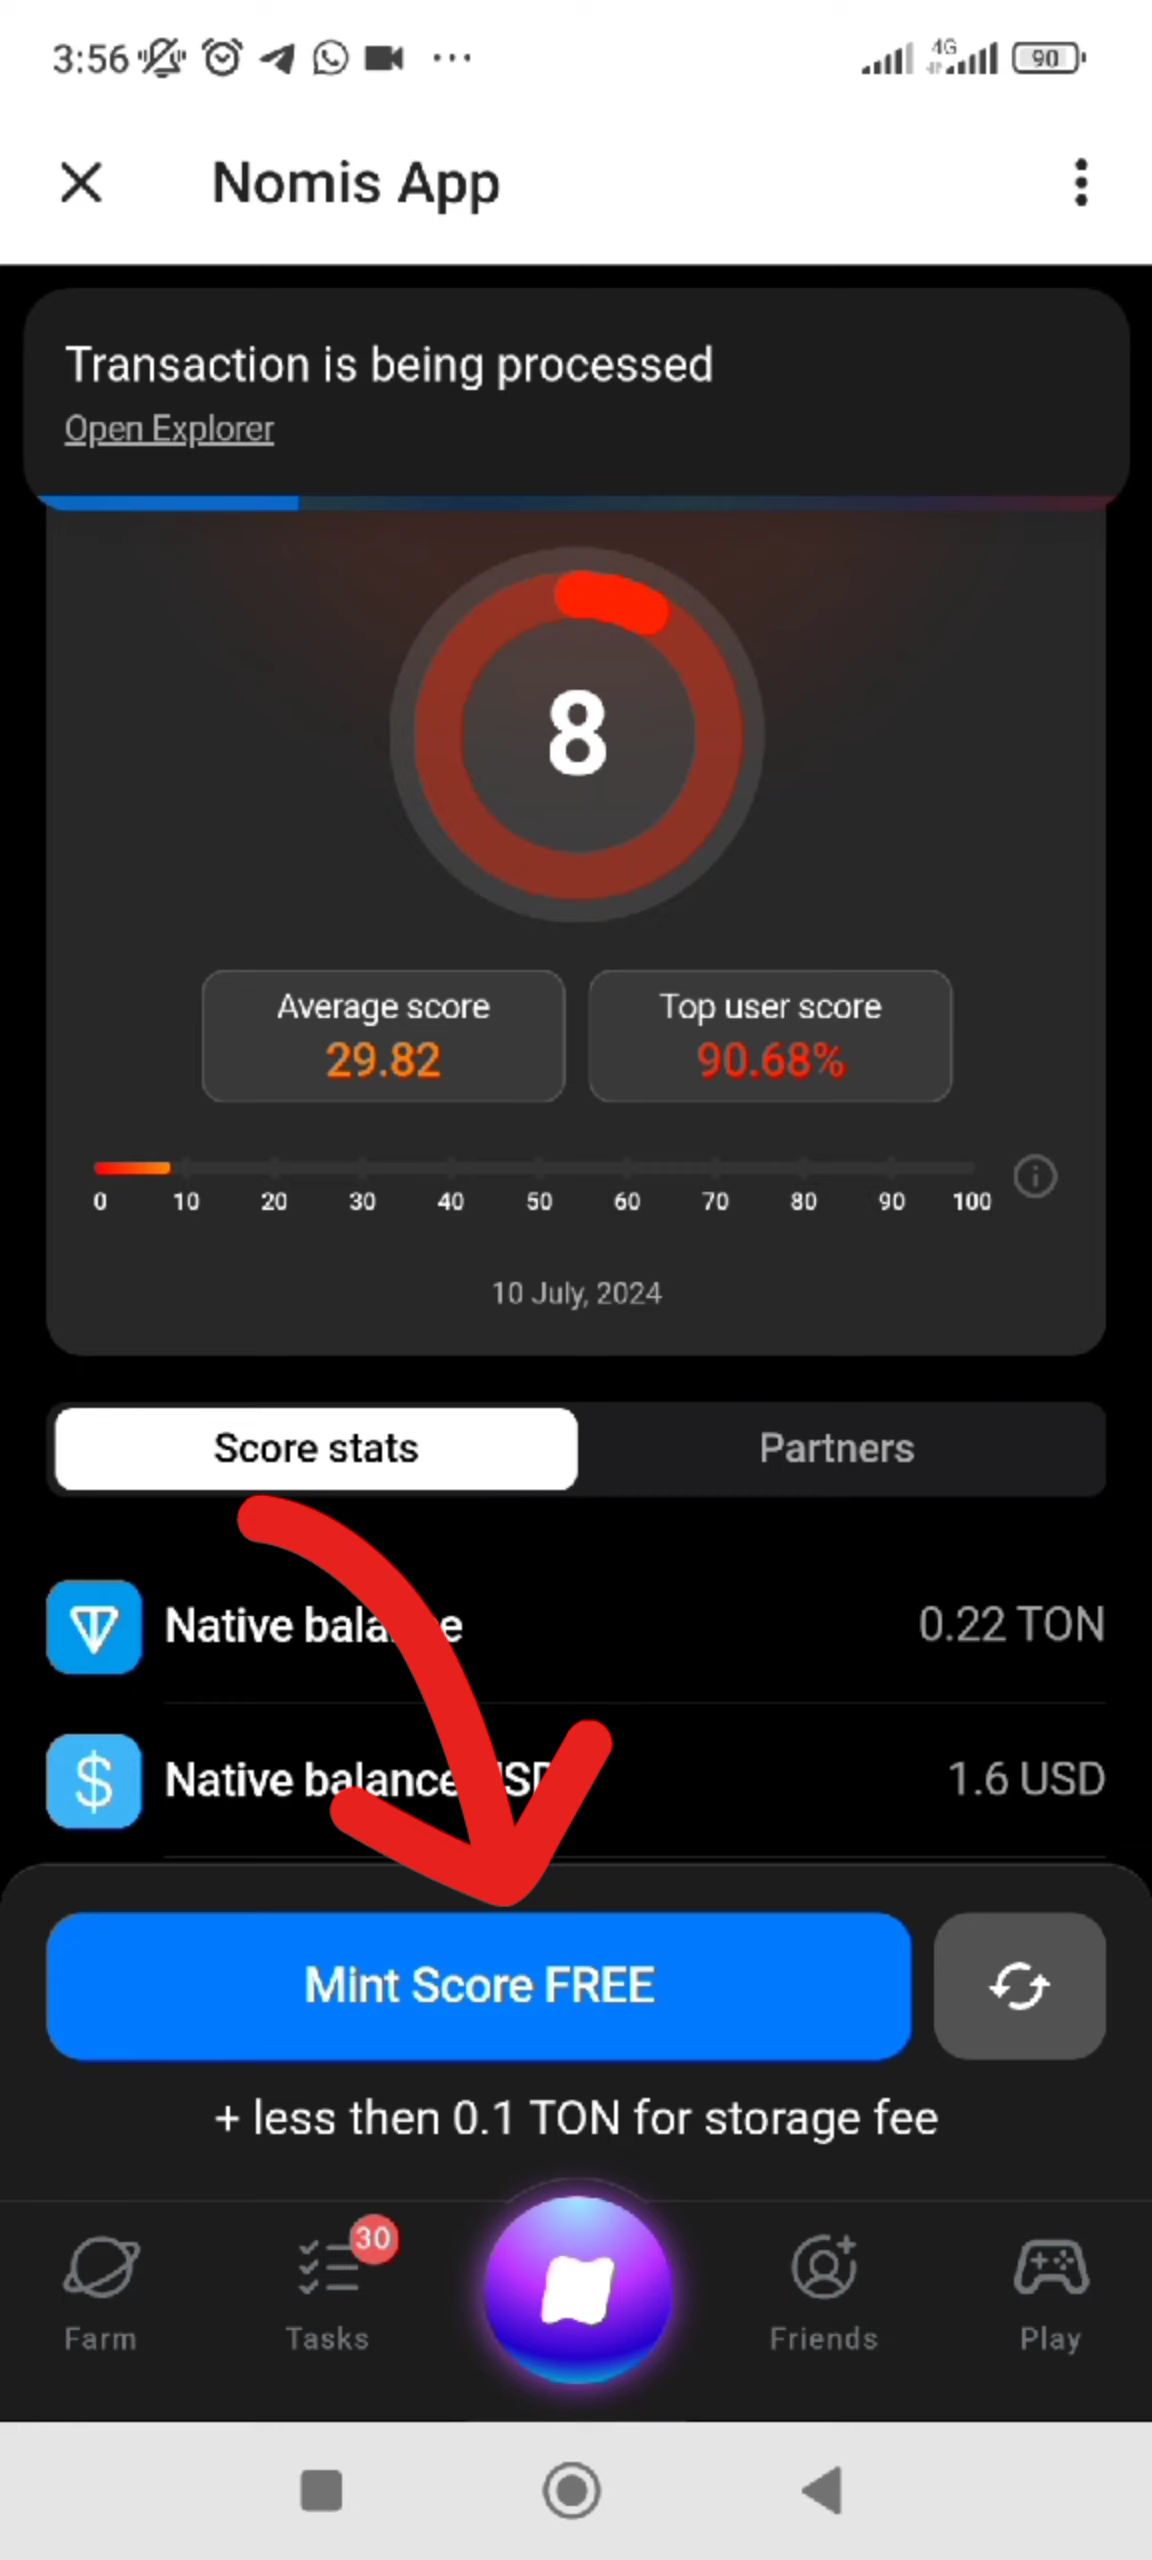 3:56
4G
90
Nomis App
Transaction is being processed
Open Explorer
8
Average score
29.82
Top user score
90.68%
0 10 20 30 40 50 60 70 80 90 100
10 July, 2024
Score stats
Partners
Native balance
0.22 TON
Native balance USD
1.6 USD
Mint Score FREE
+ less then 0.1 TON for storage fee
30
Farm
Tasks
Friends
Play